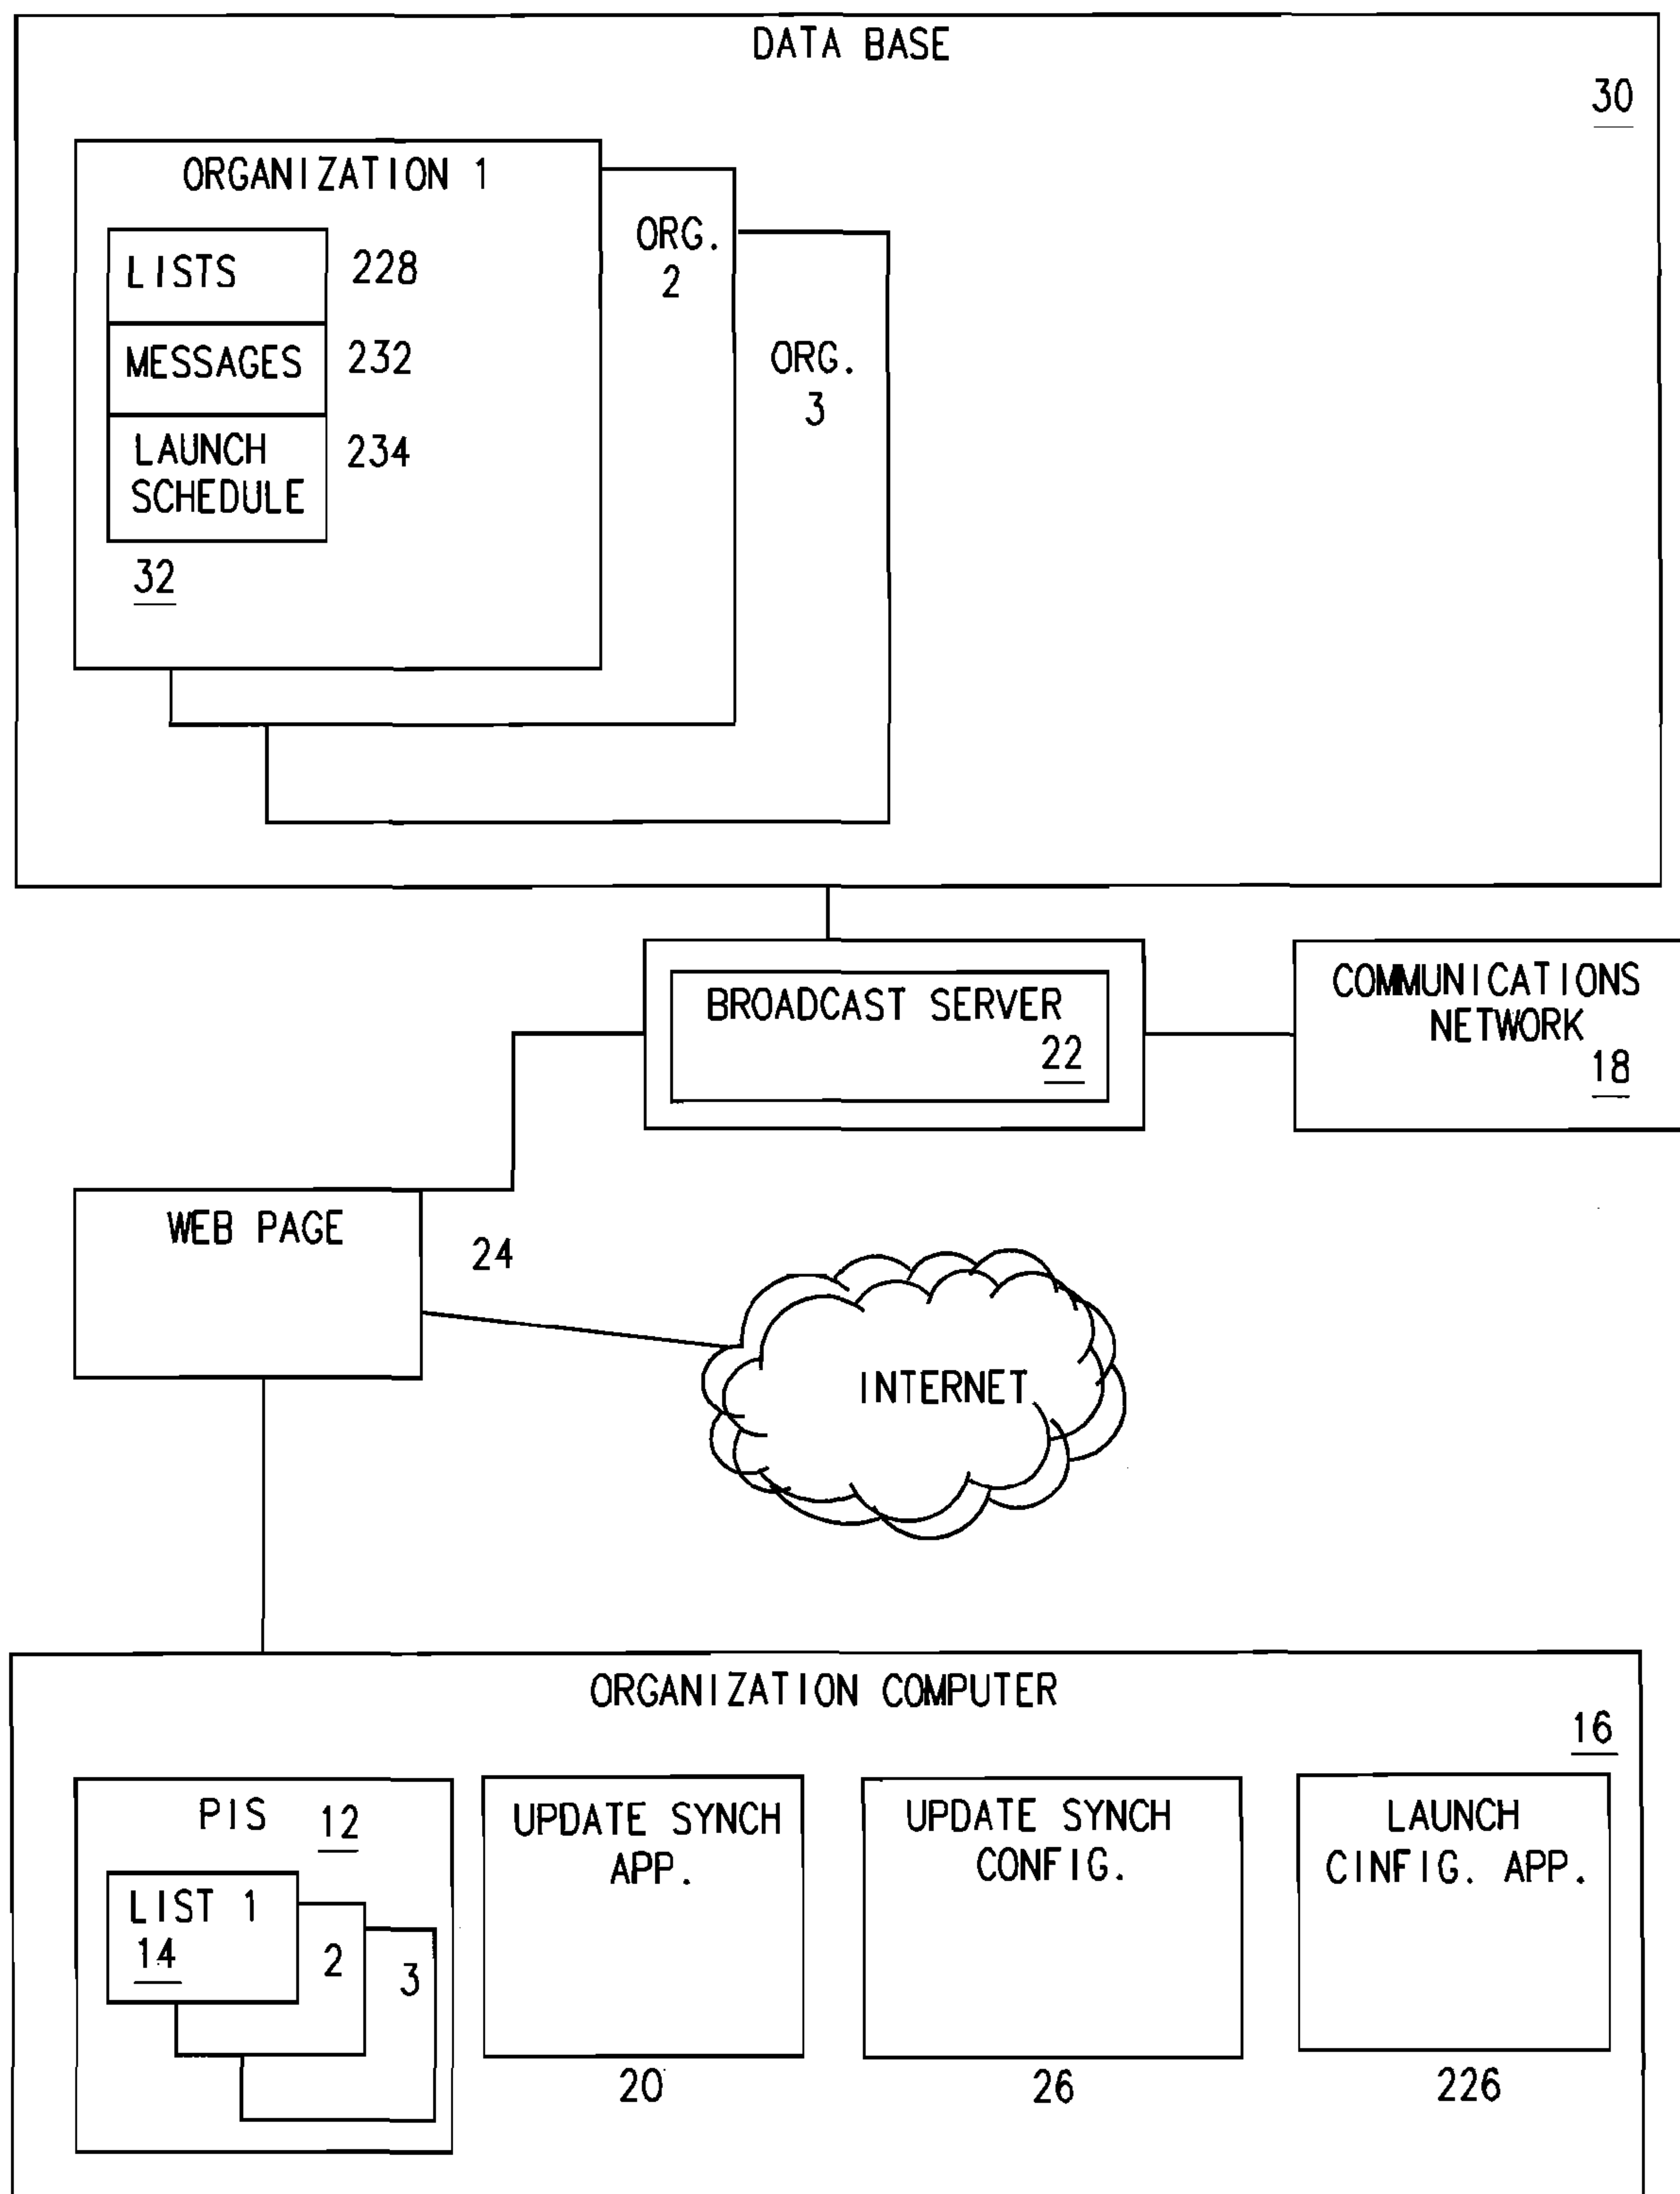 DATA BASE
30
ORGANIZATION 1
LISTS 228
MESSAGES 232
LAUNCH 234
SCHEDULE
32
ORG.
2
ORG.
3
BROADCAST SERVER
22
COMMUNICATIONS
NETWORK
18
WEB PAGE
24
INTERNET
ORGANIZATION COMPUTER
16
PIS 12
LIST 1
14
2
3
UPDATE SYNCH
APP.
20
UPDATE SYNCH
CONFIG.
26
LAUNCH
CINFIG. APP.
226